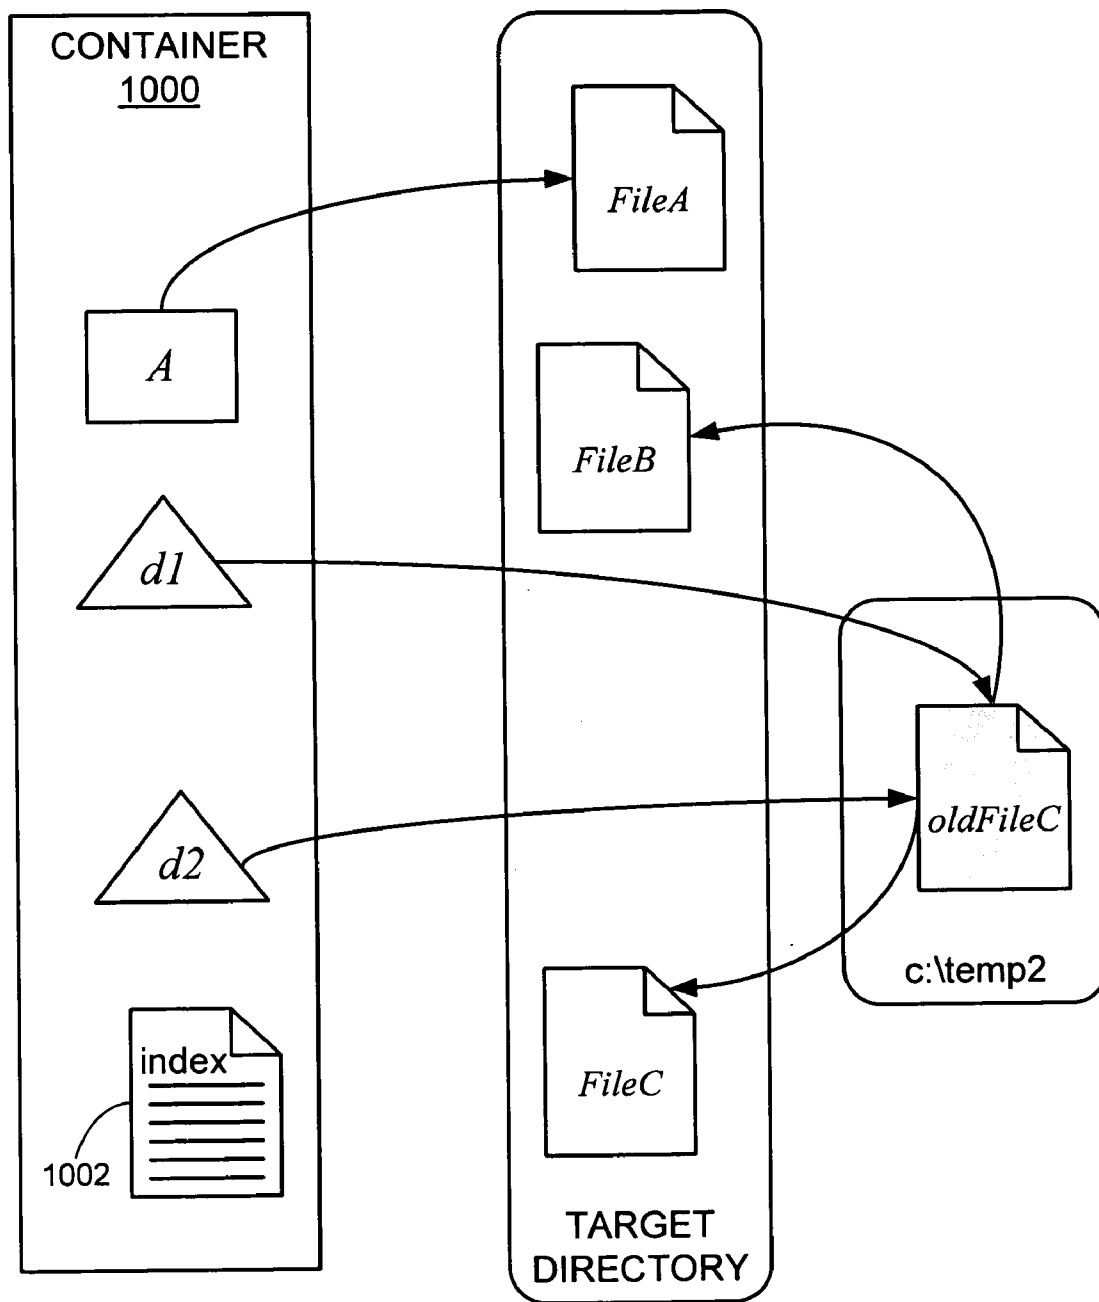 CONTAINER
1000
A
d1
d2
index
1002
FileA
FileB
FileC
TARGET
DIRECTORY
oldFileC
c:\temp2